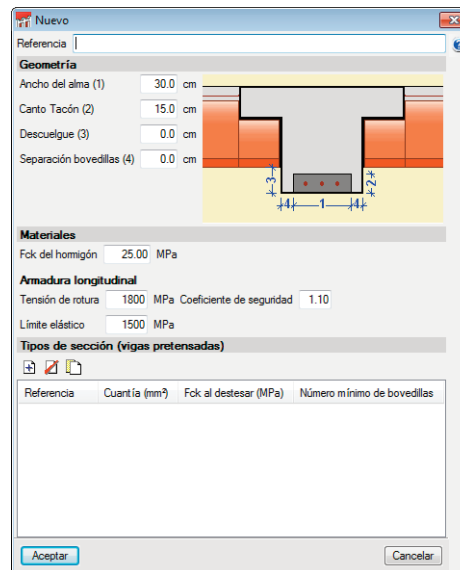 Nuevo
Referencia
Geometría
Ancho del alma (1) 30.0 cm
Canto Tacón (2) 15.0 cm
Descuelgue (3) 0.0 cm
Separación bovedillas (4) 0.0 cm
3 2
4 1 4
Materiales
Fck del hormigón 25.00 MPa
Armadura longitudinal
Tensión de rotura 1800 MPa Coeficiente de seguridad 1.10
Límite elástico 1500 MPa
Tipos de sección (vigas pretensadas)
Referencia Cuantía (mm²) Fck al destesar (MPa) Número mínimo de bovedillas
Aceptar Cancelar